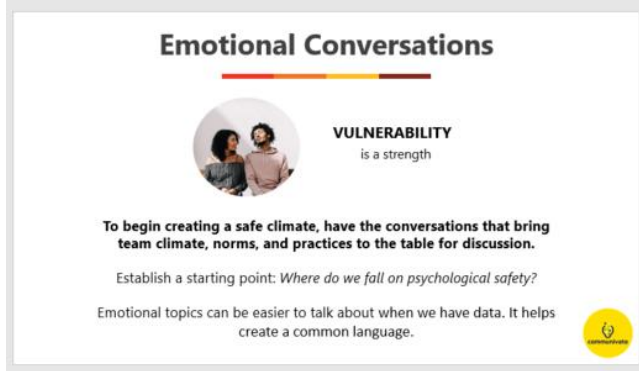 Emotional Conversations
VULNERABILITY
is a strength
To begin creating a safe climate, have the conversations that bring
team climate, norms, and practices to the table for discussion.
Establish a starting point: Where do we fall on psychological safety?
Emotional topics can be easier to talk about when we have data. It helps
create a common language.
communivate